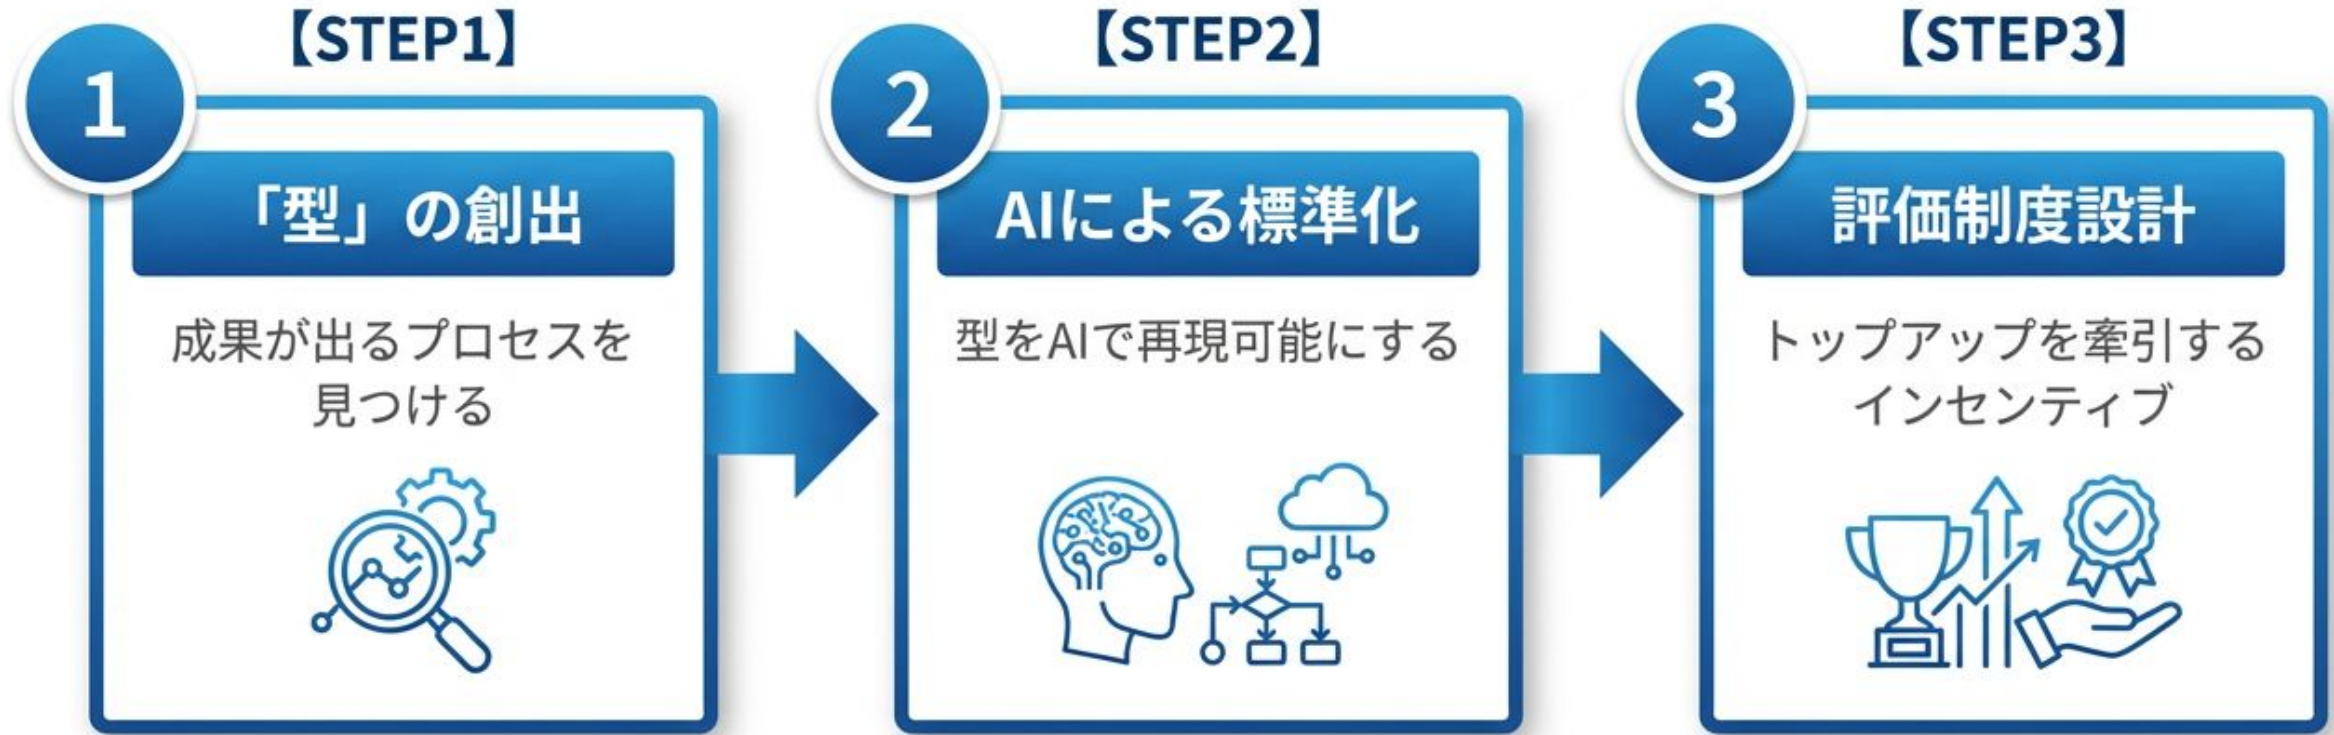 【STEP1】
1
「型」の創出
成果が出るプロセスを
見つける
【STEP2】
2
AIによる標準化
型をAIで再現可能にする
【STEP3】
3
評価制度設計
トップアップを牽引する
インセンティブ